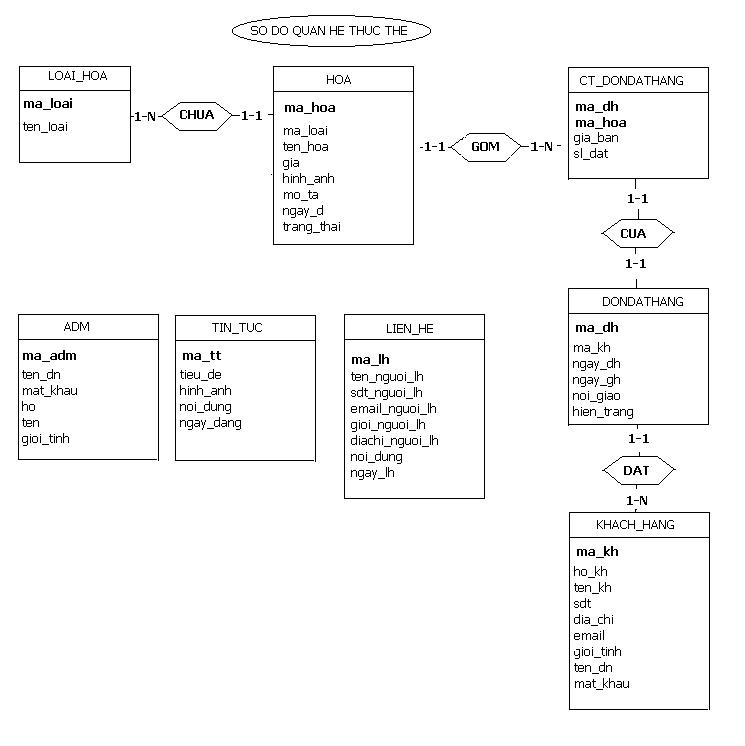 SO DO QUAN HE THUC THE
LOAI_HOA
ma_loai
ten_loai
1-N
CHUA
1-1
HOA
ma_hoa
ma_loai
ten_hoa
gia
hinh_anh
mo_ta
ngay_d
trang_thai
1-1
GOM
1-N
CT_DONDATHANG
ma_dh
ma_hoa
gia_ban
sl_dat
1-1
CUA
1-1
DONDATHANG
ma_dh
ma_kh
ngay_dh
ngay_gh
noi_giao
hien_trang
1-1
DAT
1-N
KHACH_HANG
ma_kh
ho_kh
ten_kh
sdt
dia_chi
email
gioi_tinh
ten_dn
mat_khau
ADM
ma_adm
ten_dn
mat_khau
ho
ten
gioi_tinh
TIN_TUC
ma_tt
tieu_de
hinh_anh
noi_dung
ngay_dang
LIEN_HE
ma_lh
ten_nguoi_lh
sdt_nguoi_lh
email_nguoi_lh
gioi_nguoi_lh
diachi_nguoi_lh
noi_dung
ngay_lh